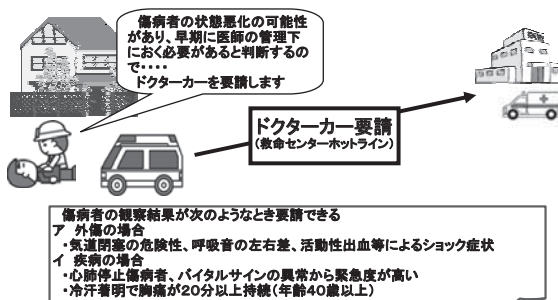 傷病者の状態悪化の可能性
があり、早期に医師の管理下
におく必要があると判断するの
で・・・・
ドクターカーを要請します
ドクターカー要請
（救命センターホットライン）
傷病者の観察結果が次のようなとき要請できる
ア 外傷の場合
・気道閉塞の危険性、呼吸音の左右差、活動性出血等によるショック症状
イ 疾病の場合
・心肺停止傷病者、バイタルサインの異常から緊急度が高い
・冷汗著明で胸痛が20分以上持続（年齢40歳以上）